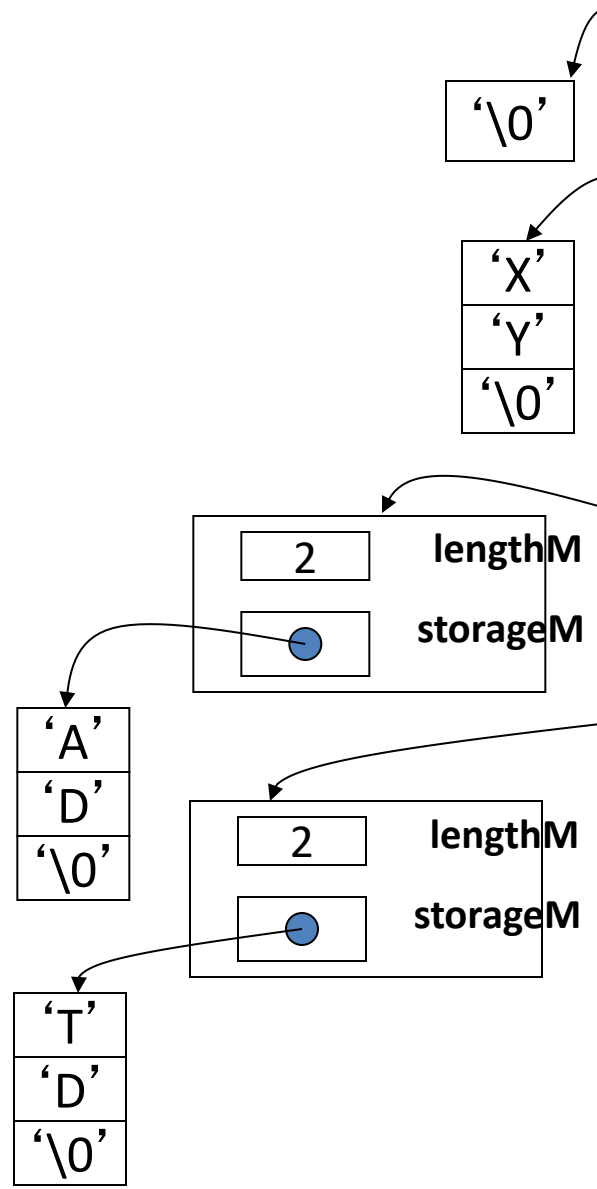 ‘\0’
‘X’
‘Y’
‘\0’
2 lengthM
storageM
‘A’
‘D’
‘\0’
2 lengthM
storageM
‘T’
‘D’
‘\0’